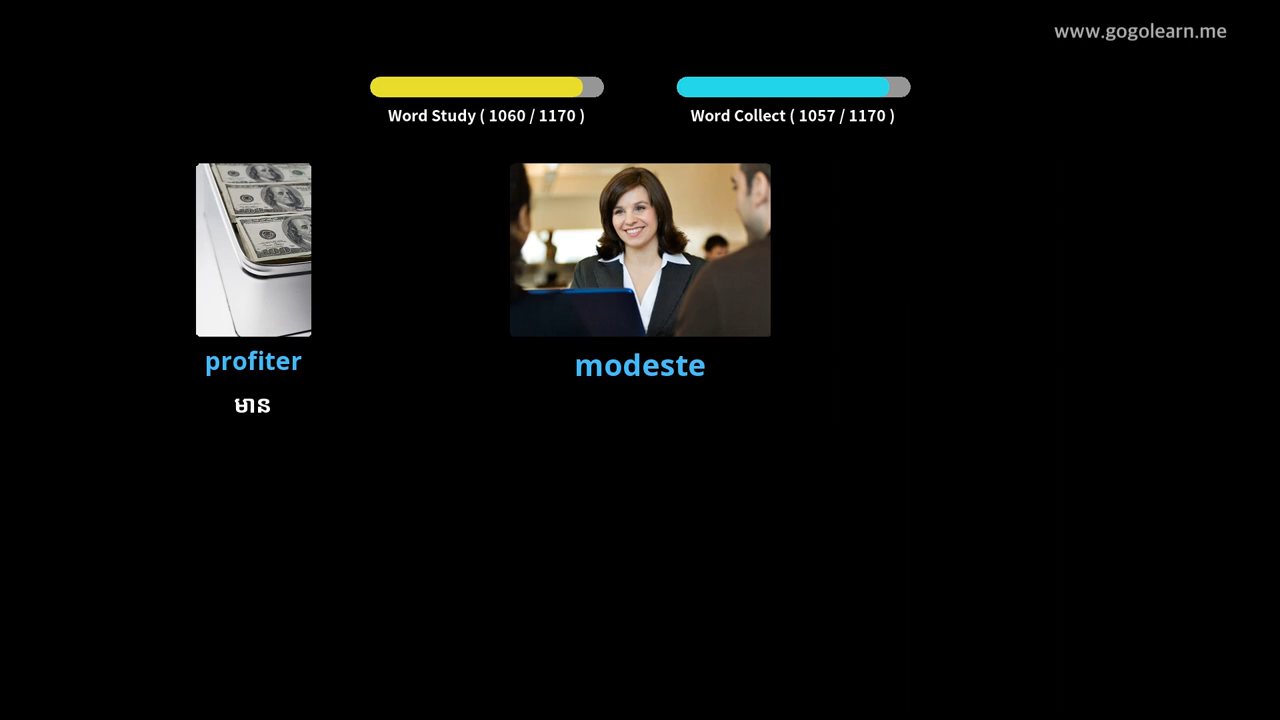 www.gogolearn.me
Word Study ( 1060 / 1170 )
Word Collect ( 1057 / 1170 )
profiter
modeste
មាន